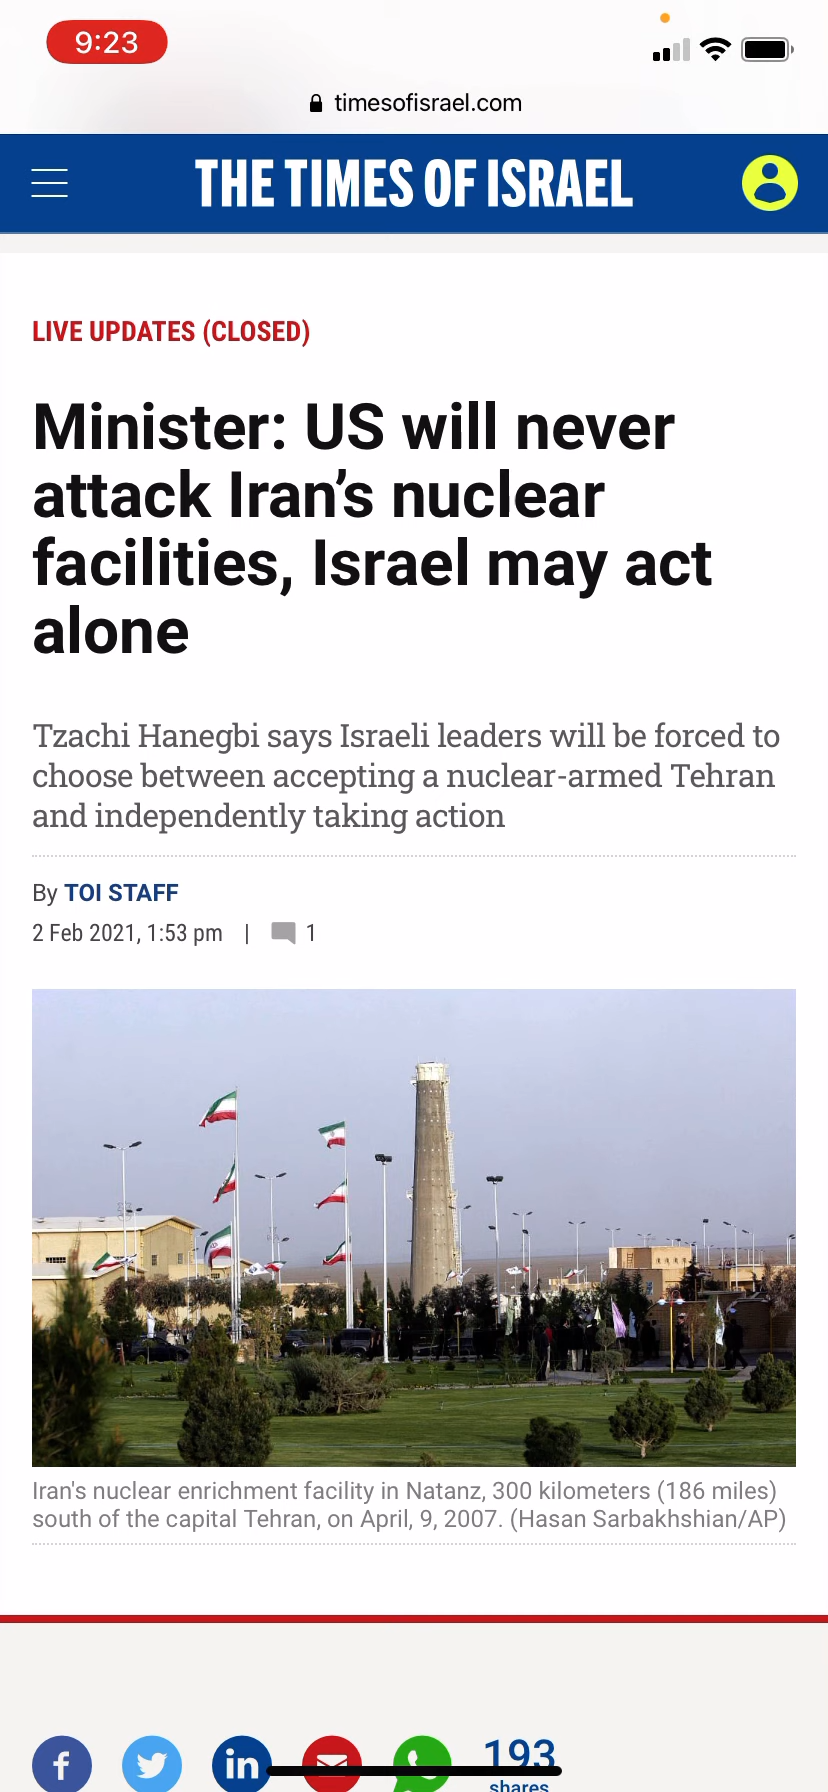 9:23
timesofisrael.com
THE TIMES OF ISRAEL
LIVE UPDATES (CLOSED)
Minister: US will never
attack Iran’s nuclear
facilities, Israel may act
alone
Tzachi Hanegbi says Israeli leaders will be forced to
choose between accepting a nuclear-armed Tehran
and independently taking action
By TOI STAFF
2 Feb 2021, 1:53 pm | 1
Iran's nuclear enrichment facility in Natanz, 300 kilometers (186 miles)
south of the capital Tehran, on April, 9, 2007. (Hasan Sarbakhshian/AP)
f in 193
shares